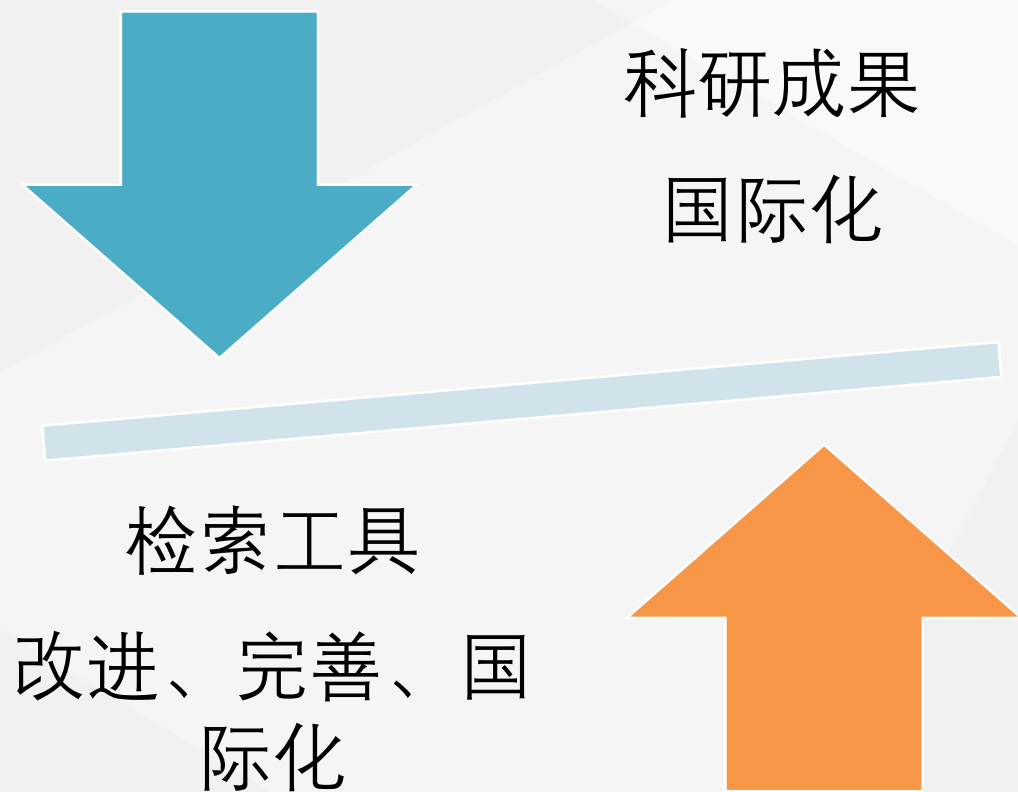 科研成果
国际化
检索工具
改进、完善、国
际化